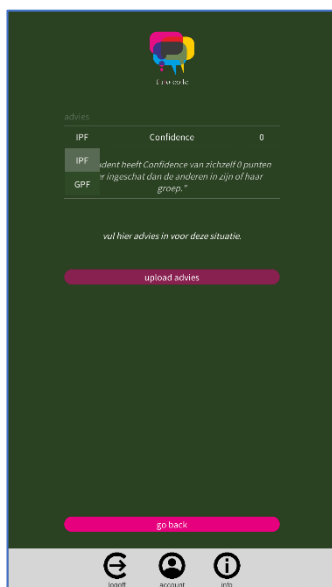 advies
IPF Confidence 0
IPF
GPF
dent heeft Confidence van zichzelf 0 punten
r ingeschat dan de anderen in zijn of haar
groep."
vul hier advies in voor deze situatie.
upload advies
go back
logoff account info